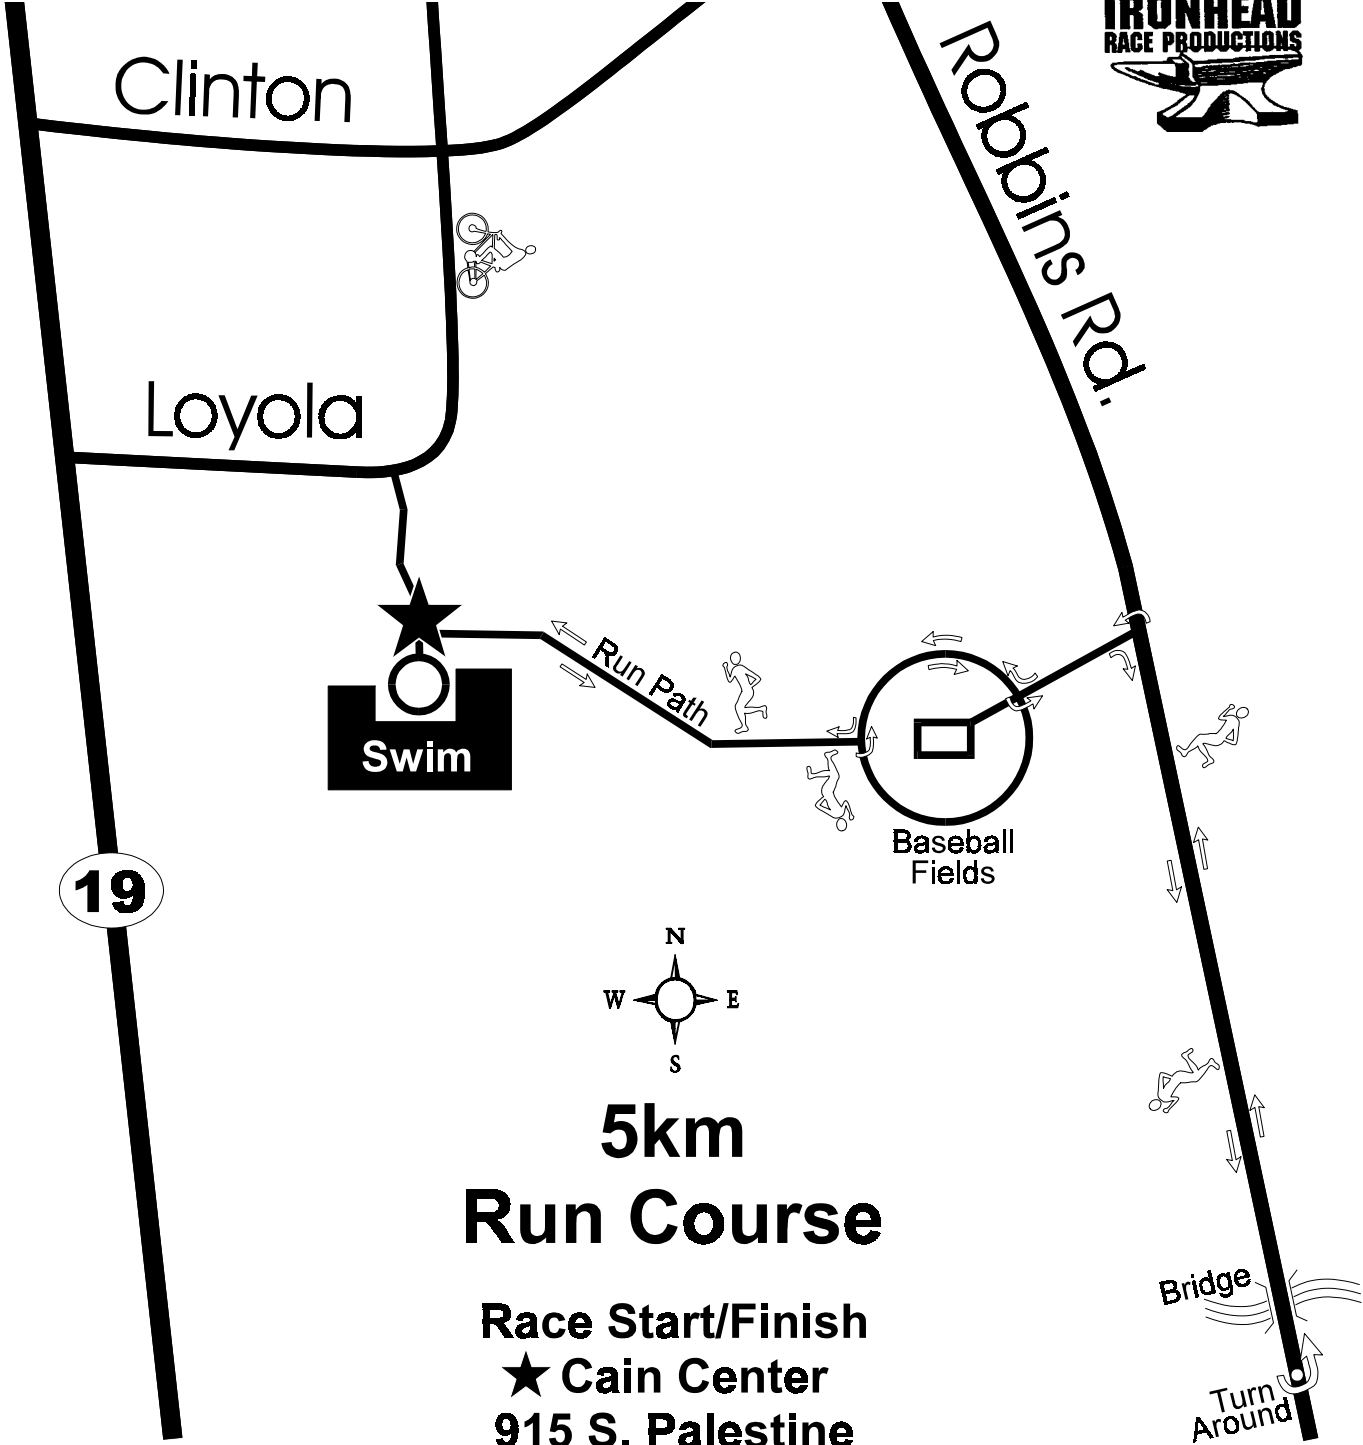 IRONHEAD
RACE PRODUCTIONS
Clinton
Robbins Rd.
Loyola
Run Path
Swim
Baseball
Fields
19
N
W E
S
5km
Run Course
Bridge
Race Start/Finish
Cain Center
Turn
Around
915 S. Palestine